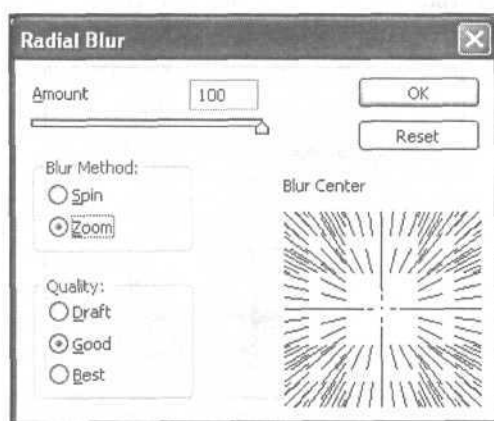 Radial Blur
Amount
100
OK
Reset
Blur Method:
Spin
Zoom
Blur Center
Quality:
Draft
Good
Best